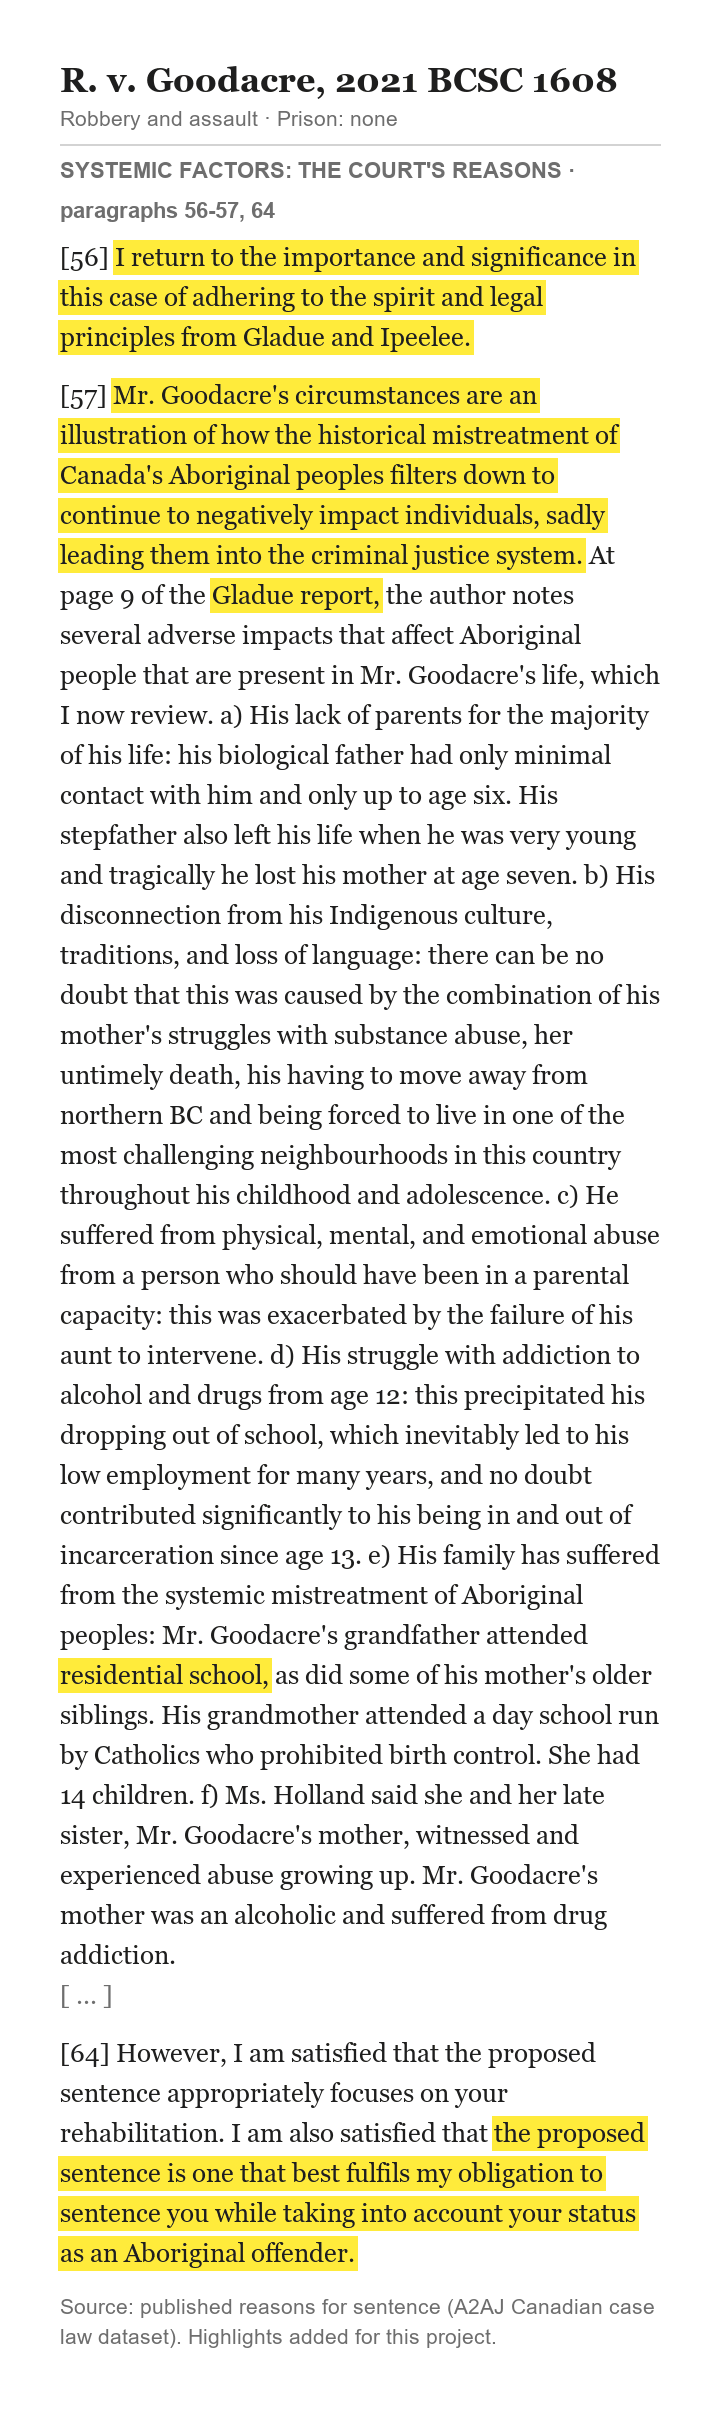 R. v. Goodacre, 2021 BCSC 1608
Robbery and assault · Prison: none
SYSTEMIC FACTORS: THE COURT'S REASONS ·
paragraphs 56-57, 64
[56] I return to the importance and significance in
this case of adhering to the spirit and legal
principles from Gladue and Ipeelee.
[57] Mr. Goodacre's circumstances are an
illustration of how the historical mistreatment of
Canada's Aboriginal peoples filters down to
continue to negatively impact individuals, sadly
leading them into the criminal justice system. At
page 9 of the Gladue report, the author notes
several adverse impacts that affect Aboriginal
people that are present in Mr. Goodacre's life, which
I now review. a) His lack of parents for the majority
of his life: his biological father had only minimal
contact with him and only up to age six. His
stepfather also left his life when he was very young
and tragically he lost his mother at age seven. b) His
disconnection from his Indigenous culture,
traditions, and loss of language: there can be no
doubt that this was caused by the combination of his
mother's struggles with substance abuse, her
untimely death, his having to move away from
northern BC and being forced to live in one of the
most challenging neighbourhoods in this country
throughout his childhood and adolescence. c) He
suffered from physical, mental, and emotional abuse
from a person who should have been in a parental
capacity: this was exacerbated by the failure of his
aunt to intervene. d) His struggle with addiction to
alcohol and drugs from age 12: this precipitated his
dropping out of school, which inevitably led to his
low employment for many years, and no doubt
contributed significantly to his being in and out of
incarceration since age 13. e) His family has suffered
from the systemic mistreatment of Aboriginal
peoples: Mr. Goodacre's grandfather attended
residential school, as did some of his mother's older
siblings. His grandmother attended a day school run
by Catholics who prohibited birth control. She had
14 children. f) Ms. Holland said she and her late
sister, Mr. Goodacre's mother, witnessed and
experienced abuse growing up. Mr. Goodacre's
mother was an alcoholic and suffered from drug
addiction.
[ ... ]
[64] However, I am satisfied that the proposed
sentence appropriately focuses on your
rehabilitation. I am also satisfied that the proposed
sentence is one that best fulfils my obligation to
sentence you while taking into account your status
as an Aboriginal offender.
Source: published reasons for sentence (A2AJ Canadian case
law dataset). Highlights added for this project.